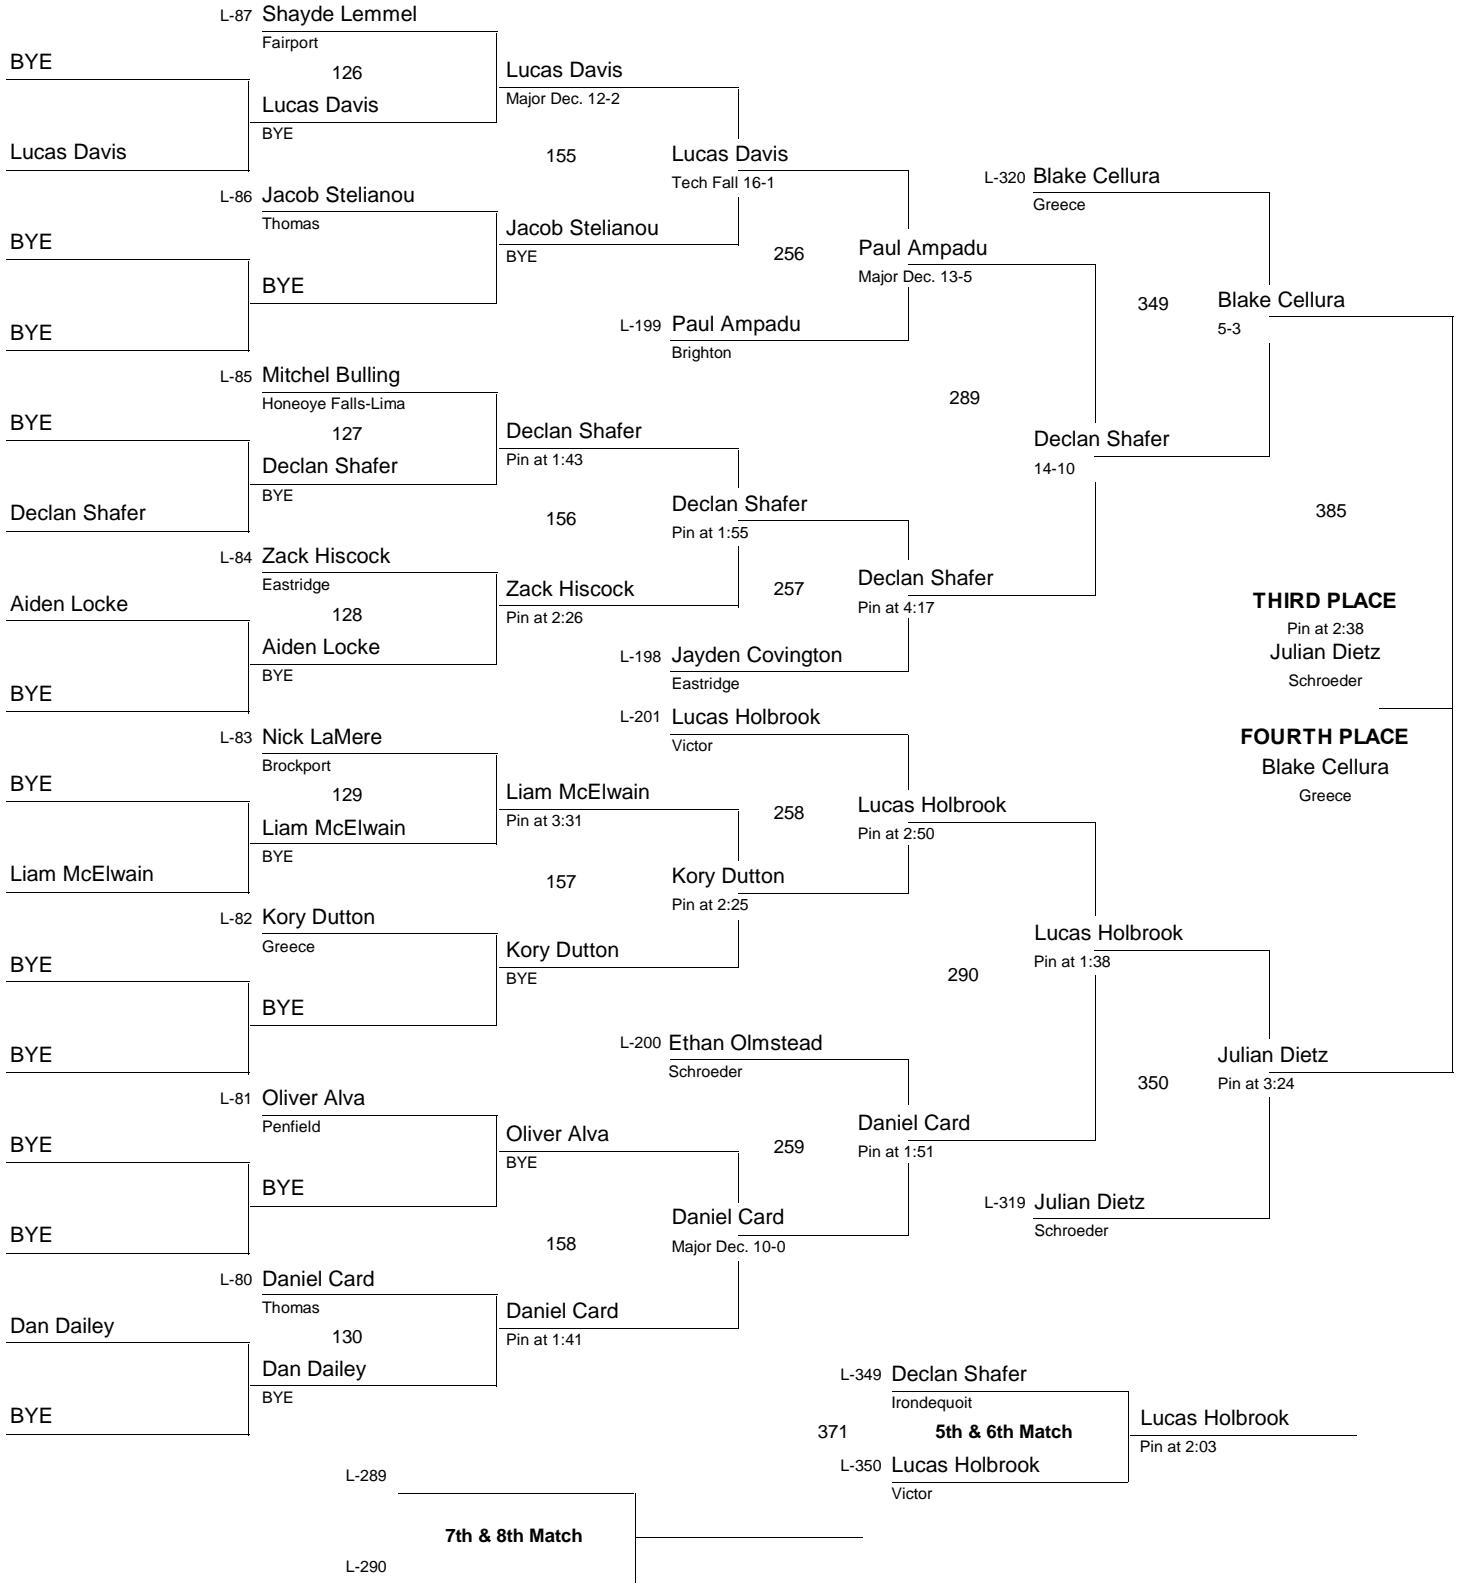 L-87 Shayde Lemmel
Fairport
BYE
126
Lucas Davis
Major Dec. 12-2
Lucas Davis
BYE
Lucas Davis
155
Lucas Davis
Tech Fall 16-1
L-320 Blake Cellura
Greece
L-86 Jacob Stelianou
Thomas
BYE
Jacob Stelianou
BYE
256
Paul Ampadu
Major Dec. 13-5
BYE
349
Blake Cellura
5-3
BYE
L-199 Paul Ampadu
Brighton
L-85 Mitchel Bulling
Honeoye Falls-Lima
289
BYE
127
Declan Shafer
Pin at 1:43
Declan Shafer
14-10
Declan Shafer
BYE
Declan Shafer
156
Declan Shafer
Pin at 1:55
385
L-84 Zack Hiscock
Eastridge
Aiden Locke
128
Zack Hiscock
Pin at 2:26
257
Declan Shafer
Pin at 4:17
THIRD PLACE
Pin at 2:38
Julian Dietz
Schroeder
Aiden Locke
BYE
L-198 Jayden Covington
Eastridge
BYE
L-201 Lucas Holbrook
Victor
L-83 Nick LaMere
Brockport
FOURTH PLACE
Blake Cellura
Greece
BYE
129
Liam McElwain
Pin at 3:31
258
Lucas Holbrook
Pin at 2:50
Liam McElwain
BYE
Liam McElwain
157
Kory Dutton
Pin at 2:25
L-82 Kory Dutton
Greece
Lucas Holbrook
Pin at 1:38
BYE
Kory Dutton
BYE
290
BYE
L-200 Ethan Olmstead
Schroeder
BYE
Julian Dietz
Pin at 3:24
350
L-81 Oliver Alva
Penfield
BYE
Oliver Alva
BYE
259
Daniel Card
Pin at 1:51
BYE
L-319 Julian Dietz
Schroeder
BYE
158
Daniel Card
Major Dec. 10-0
L-80 Daniel Card
Thomas
Dan Dailey
130
Daniel Card
Pin at 1:41
Dan Dailey
BYE
BYE
L-349 Declan Shafer
Irondequoit
371
5th & 6th Match
Lucas Holbrook
Pin at 2:03
L-350 Lucas Holbrook
Victor
L-289
7th & 8th Match
L-290